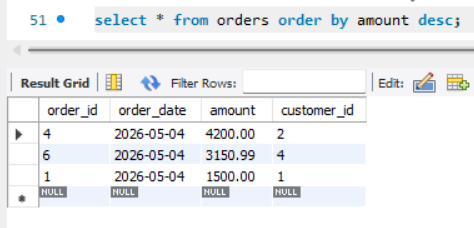 51 select * from orders order by amount desc;
Result Grid Filter Rows: Edit:
order_id order_date amount customer_id
4 2026-05-04 4200.00 2
6 2026-05-04 3150.99 4
1 2026-05-04 1500.00 1
NULL NULL NULL NULL